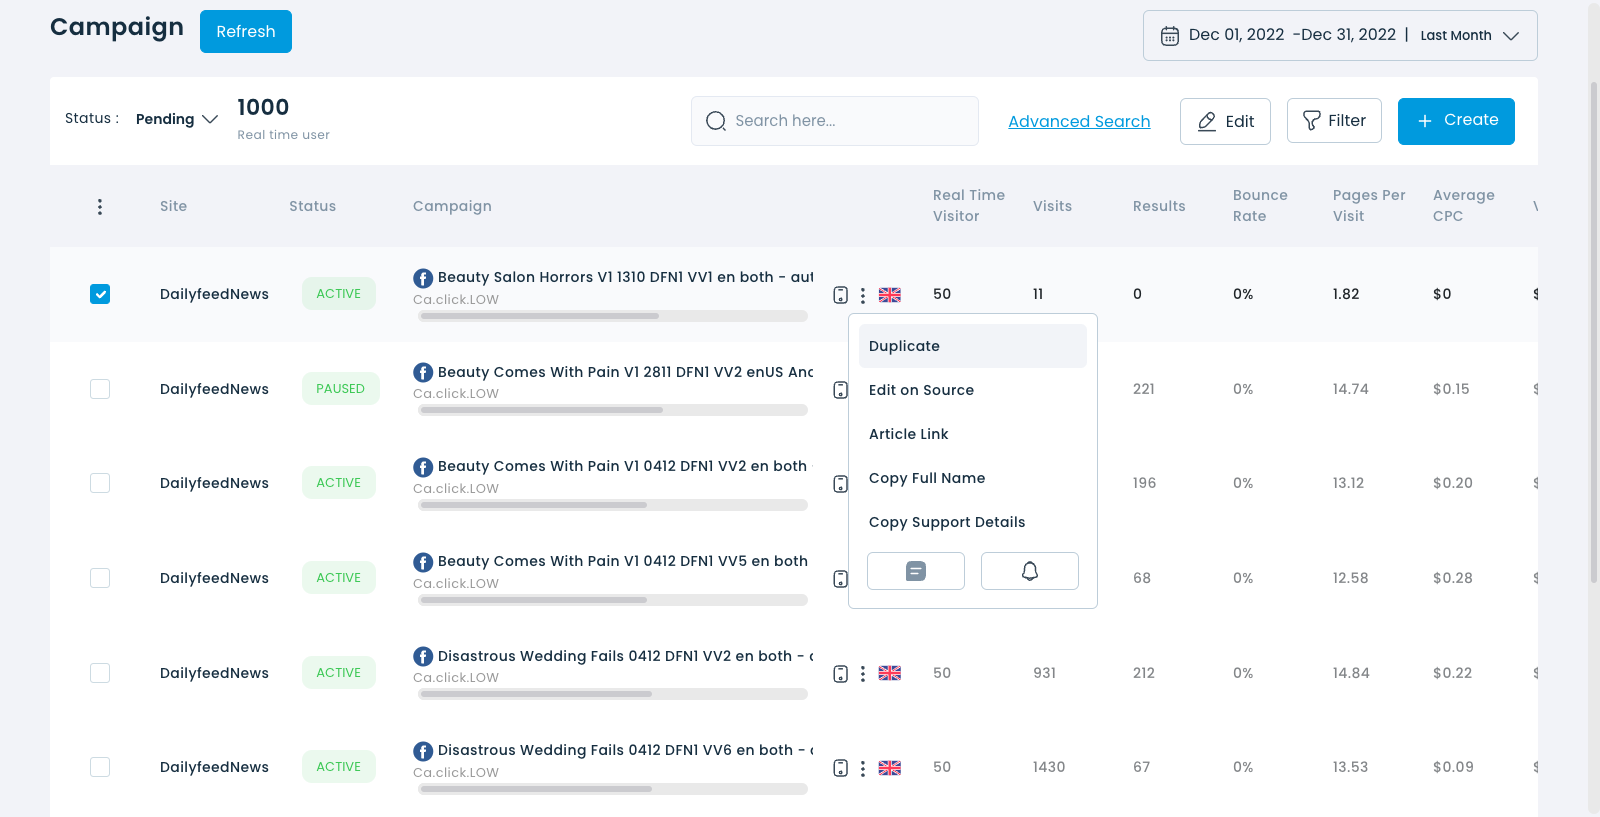 Campaign
Refresh
Dec 01, 2022 -Dec 31, 2022 | Last Month
Status :
Pending
1000
Real time user
Search here...
Advanced Search
Edit
Filter
+ Create
Site
Status
Campaign
Real Time Visitor
Visits
Results
Bounce Rate
Pages Per Visit
Average CPC
DailyfeedNews
ACTIVE
Beauty Salon Horrors V1 1310 DFN1 VV1 en both - aut
Ca.click.LOW
50
11
0
0%
1.82
$0
Duplicate
Edit on Source
Article Link
Copy Full Name
Copy Support Details
DailyfeedNews
PAUSED
Beauty Comes With Pain V1 2811 DFN1 VV2 enUS And
Ca.click.LOW
221
0%
14.74
$0.15
DailyfeedNews
ACTIVE
Beauty Comes With Pain V1 0412 DFN1 VV2 en both
Ca.click.LOW
196
0%
13.12
$0.20
DailyfeedNews
ACTIVE
Beauty Comes With Pain V1 0412 DFN1 VV5 en both
Ca.click.LOW
68
0%
12.58
$0.28
DailyfeedNews
ACTIVE
Disastrous Wedding Fails 0412 DFN1 VV2 en both -
Ca.click.LOW
50
931
212
0%
14.84
$0.22
DailyfeedNews
ACTIVE
Disastrous Wedding Fails 0412 DFN1 VV6 en both -
Ca.click.LOW
50
1430
67
0%
13.53
$0.09